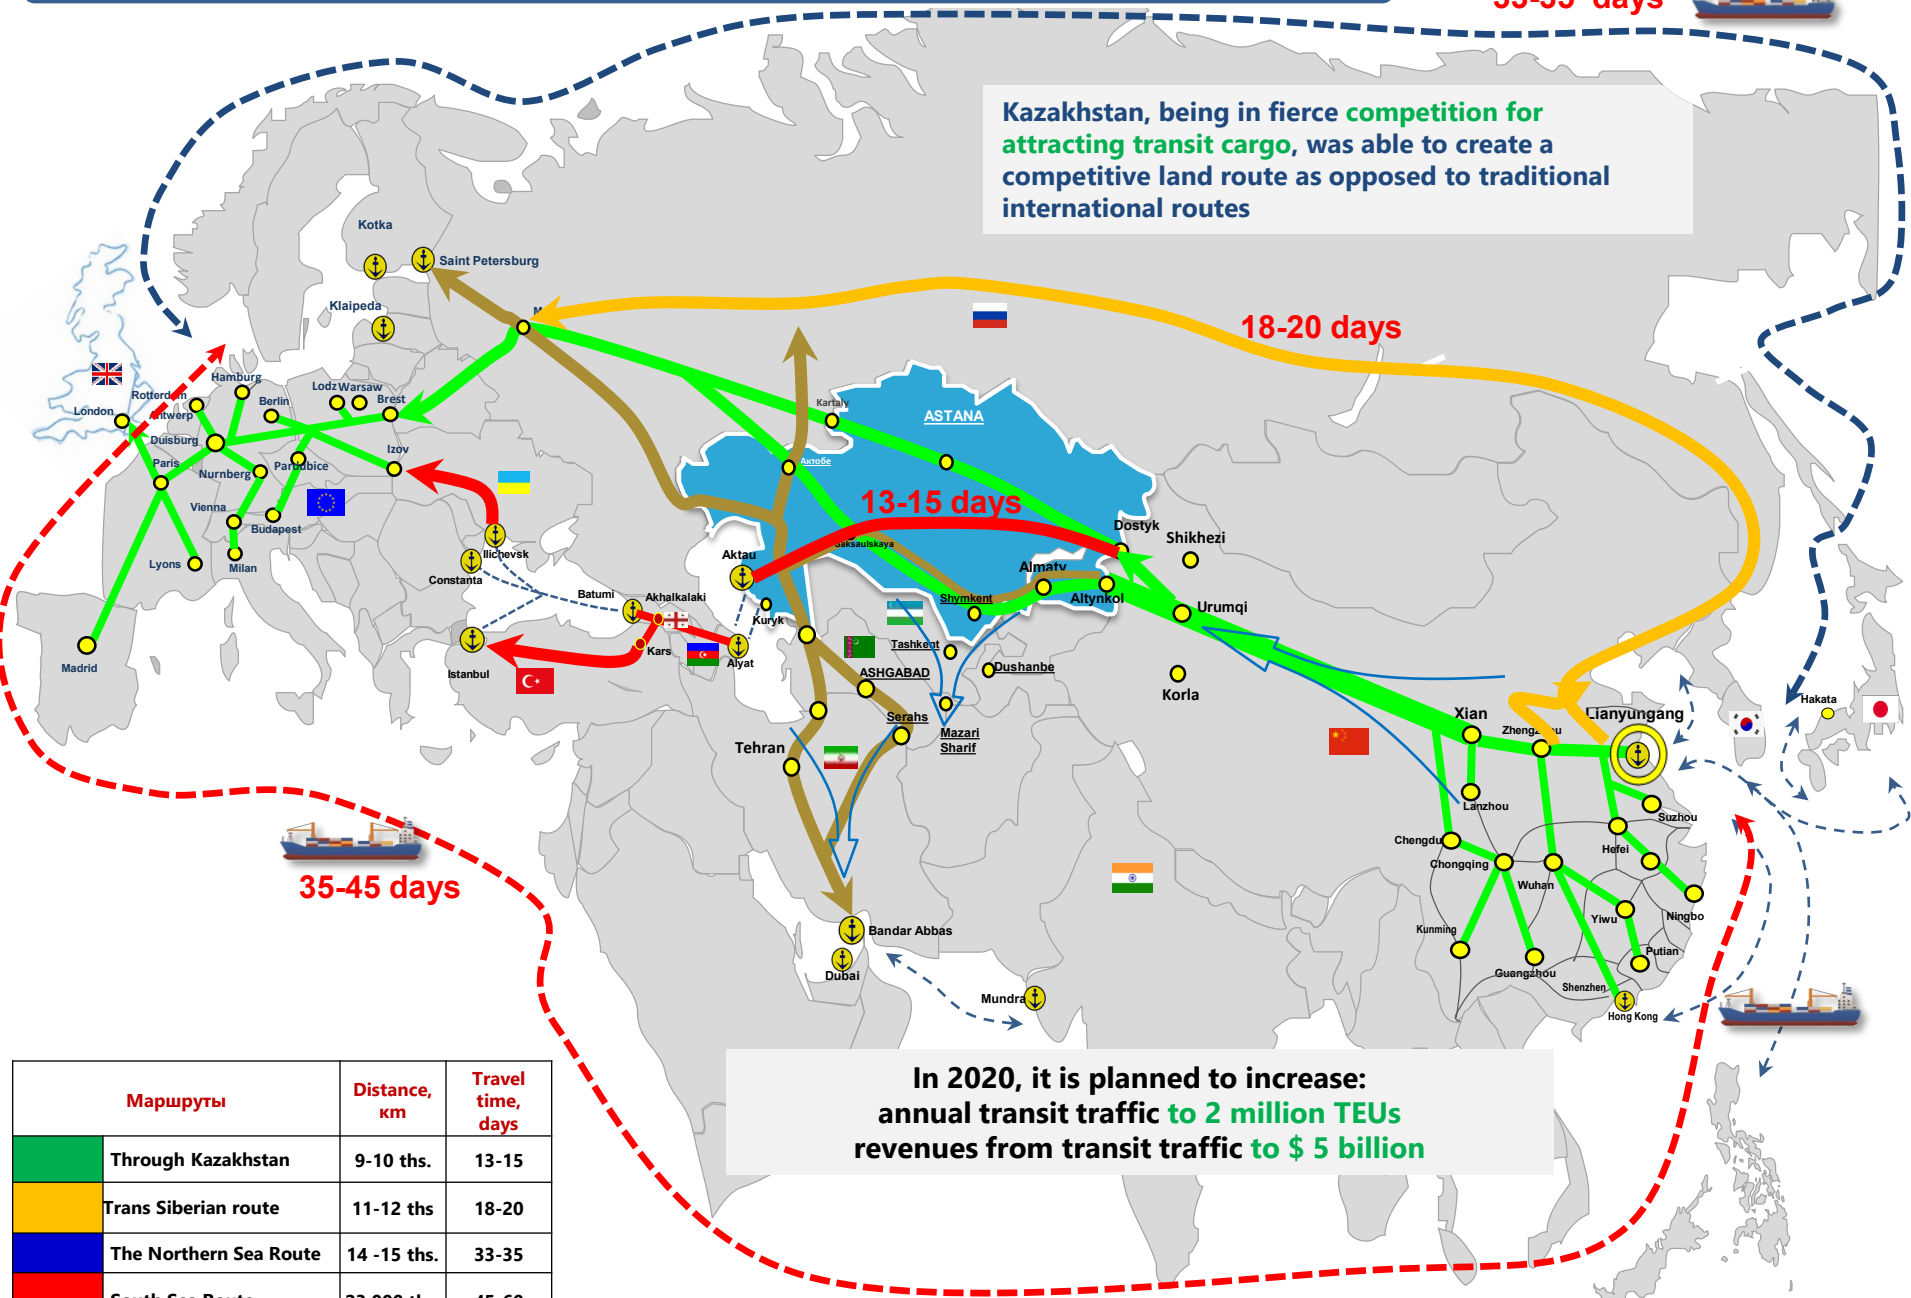 days
Kazakhstan, being in fierce competition for
attracting transit cargo, was able to create a
competitive land route as opposed to traditional
international routes
Kotka
Saint Petersburg
Klaipeda
18-20 days
Hamburg
Rotterdam
Lodz
Warsaw
Brest
Berlin
London
Antwerp
Duisburg
Izov
Paris
Nurnberg
Pardubice
Vienna
Budapest
Lyons
Milan
Madrid
Ilichevsk
Constanta
Batumi
Akhalkalaki
Kars
Istanbul
Alyat
Kartaly
ASTANA
Актобе
13-15 days
Saksaulskaya
Dostyk
Shikhezi
Aktau
Kuryk
Almaty
Altynkol
Shymkent
Urumqi
Tashkent
Dushanbe
ASHGABAD
Korla
Serahs
Mazari
Sharif
Tehran
Xian
Zhengzhou
Lianyungang
Hakata
Lanzhou
Suzhou
Chengdu
Hefei
Chongqing
Wuhan
Yiwu
Ningbo
Kunming
Putian
Guangzhou
Shenzhen
Hong Kong
35-45 days
Bandar Abbas
Dubai
Mundra
In 2020, it is planned to increase:
annual transit traffic to 2 million TEUs
revenues from transit traffic to $ 5 billion
Маршруты
Distance,
км
Travel
time,
days
Through Kazakhstan
9-10 ths.
13-15
Trans Siberian route
11-12 ths
18-20
The Northern Sea Route
14 -15 ths.
33-35
South Sea Route
45-60